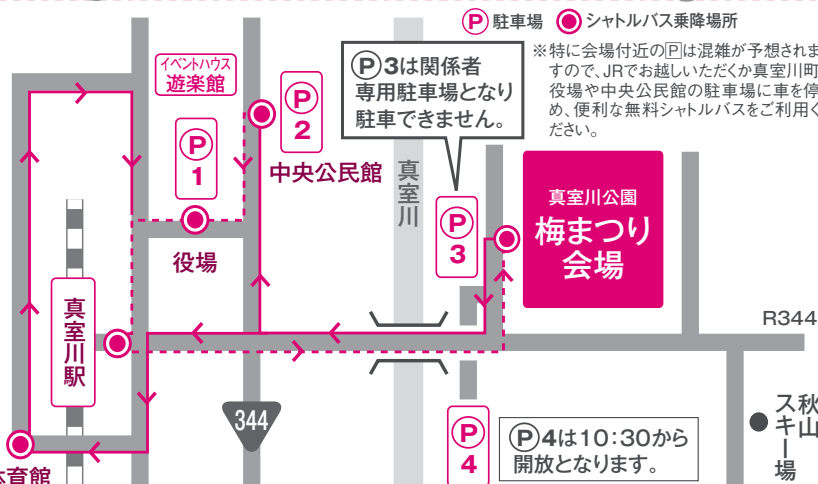 Ⓟ 駐車場 シャトルバス乗降場所
※特に会場付近の🄿は混雑が予想されま
すので、JRでお越しいただくか真室川町
役場や中央公民館の駐車場に車を停
め、便利な無料シャトルバスをご利用く
ださい。
Ⓟ3は関係者
専用駐車場となり
駐車できません。
イベントハウス
遊楽館
Ⓟ
1
Ⓟ
2
中央公民館
役場
真室川
Ⓟ
3
真室川公園
梅まつり
会場
R344
真室川駅
344
Ⓟ
4
Ⓟ4は10:30から
開放となります。
秋山
スキー場
体育館